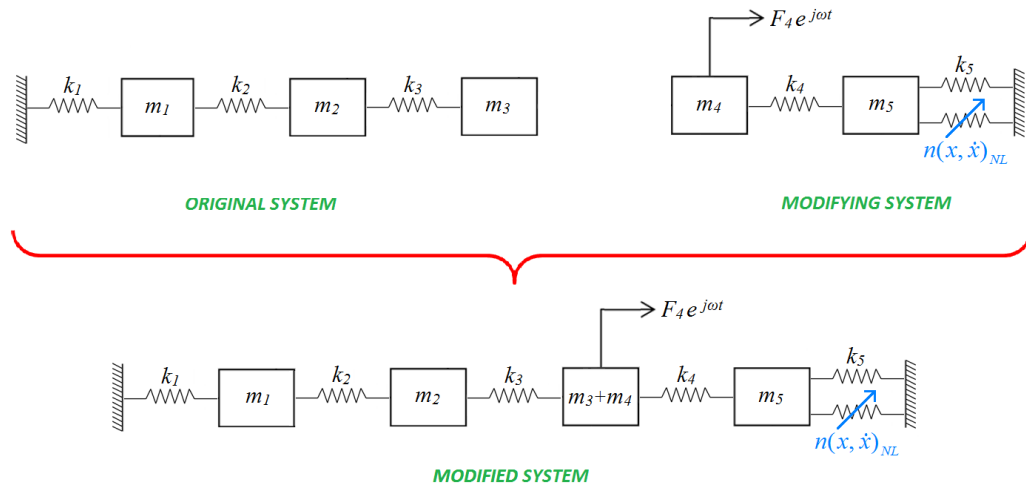 F₄ e^{jωt}
k₁ k₂ k₃ k₄ k₅
m₁ m₂ m₃ m₄ m₅
n(x, ẋ)_{NL}
ORIGINAL SYSTEM MODIFYING SYSTEM
F₄ e^{jωt}
k₁ k₂ k₃ k₄ k₅
m₁ m₂ m₃+m₄ m₅
n(x, ẋ)_{NL}
MODIFIED SYSTEM